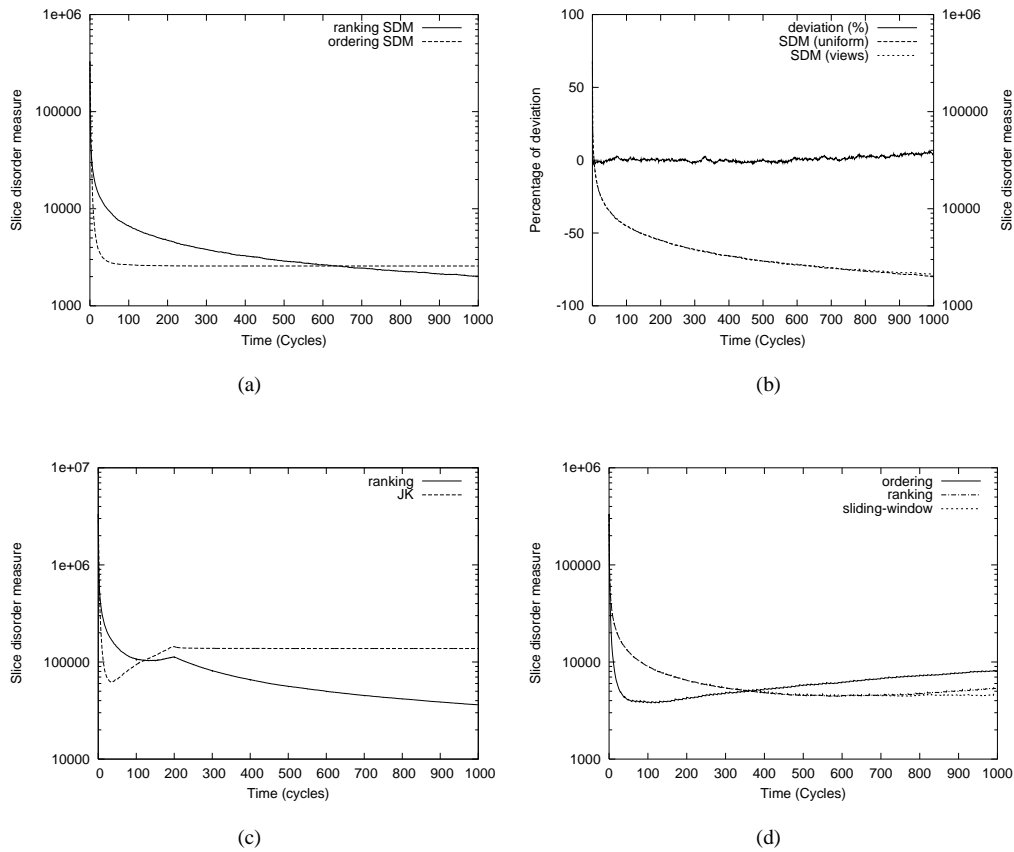 ranking SDM
ordering SDM
1e+06
100000
10000
1000
Slice disorder measure
0 100 200 300 400 500 600 700 800 900 1000
Time (Cycles)
(a)
deviation (%)
SDM (uniform)
SDM (views)
100
50
0
-50
-100
Percentage of deviation
1e+06
100000
10000
1000
Slice disorder measure
0 100 200 300 400 500 600 700 800 900 1000
Time (Cycles)
(b)
ranking
JK
1e+07
1e+06
100000
10000
Slice disorder measure
0 100 200 300 400 500 600 700 800 900 1000
Time (cycles)
(c)
ordering
ranking
sliding-window
1e+06
100000
10000
1000
Slice disorder measure
0 100 200 300 400 500 600 700 800 900 1000
Time (Cycles)
(d)